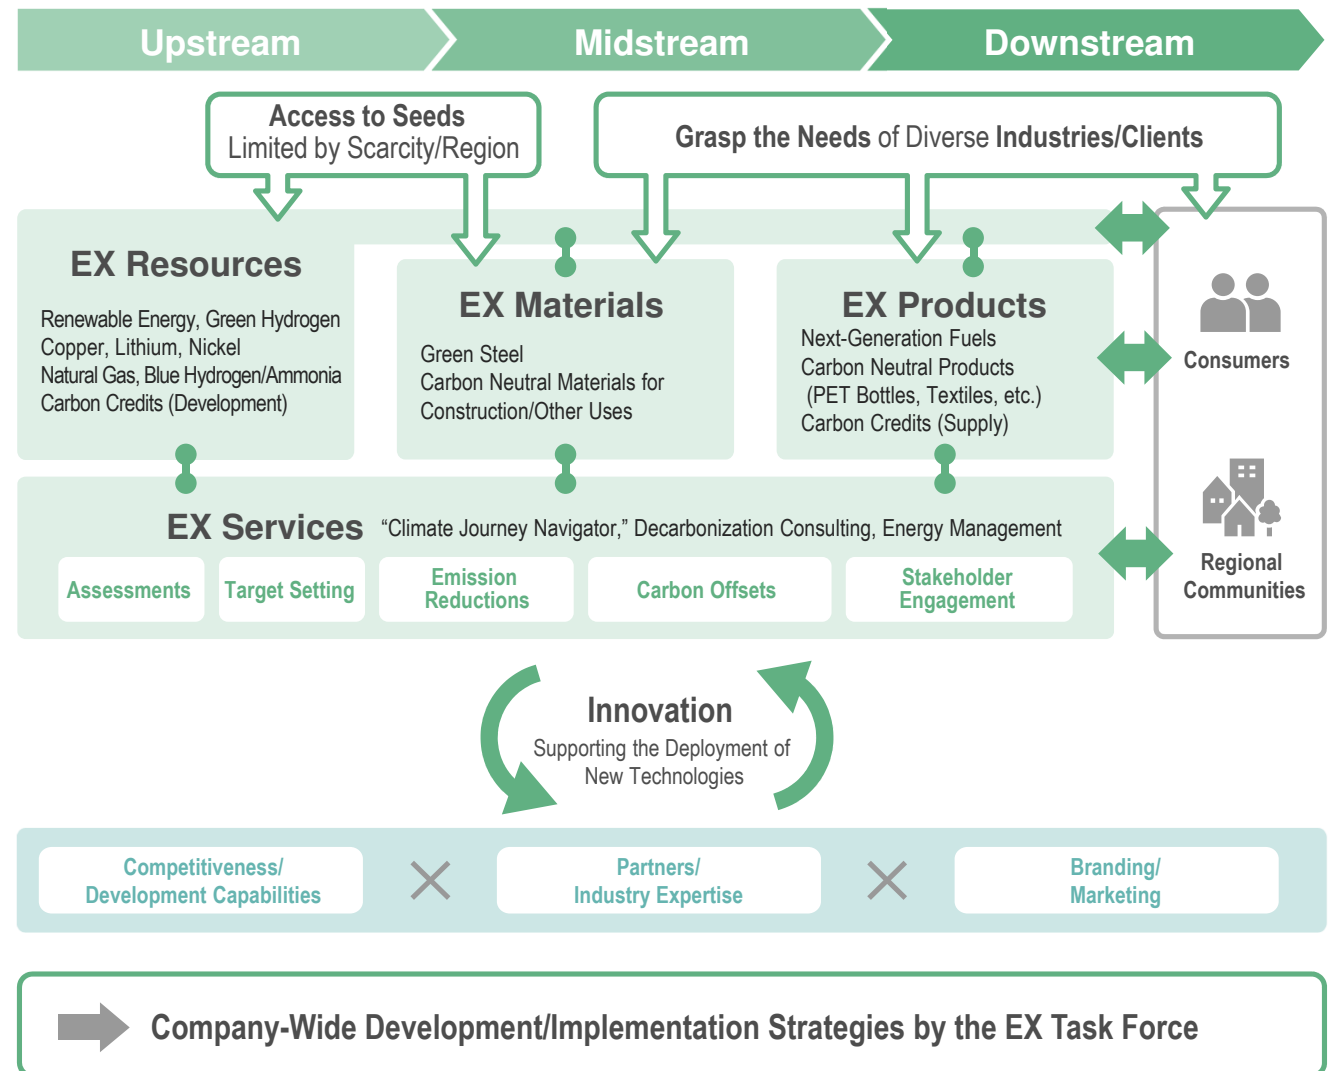 Upstream
Midstream
Downstream
Access to Seeds
Limited by Scarcity/Region
Grasp the Needs of Diverse Industries/Clients
EX Resources
Renewable Energy, Green Hydrogen
Copper, Lithium, Nickel
Natural Gas, Blue Hydrogen/Ammonia
Carbon Credits (Development)
EX Materials
Green Steel
Carbon Neutral Materials for
Construction/Other Uses
EX Products
Next-Generation Fuels
Carbon Neutral Products
(PET Bottles, Textiles, etc.)
Carbon Credits (Supply)
Consumers
Regional
Communities
EX Services “Climate Journey Navigator,” Decarbonization Consulting, Energy Management
Assessments
Target Setting
Emission
Reductions
Carbon Offsets
Stakeholder
Engagement
Innovation
Supporting the Deployment of
New Technologies
Competitiveness/
Development Capabilities
Partners/
Industry Expertise
Branding/
Marketing
Company-Wide Development/Implementation Strategies by the EX Task Force